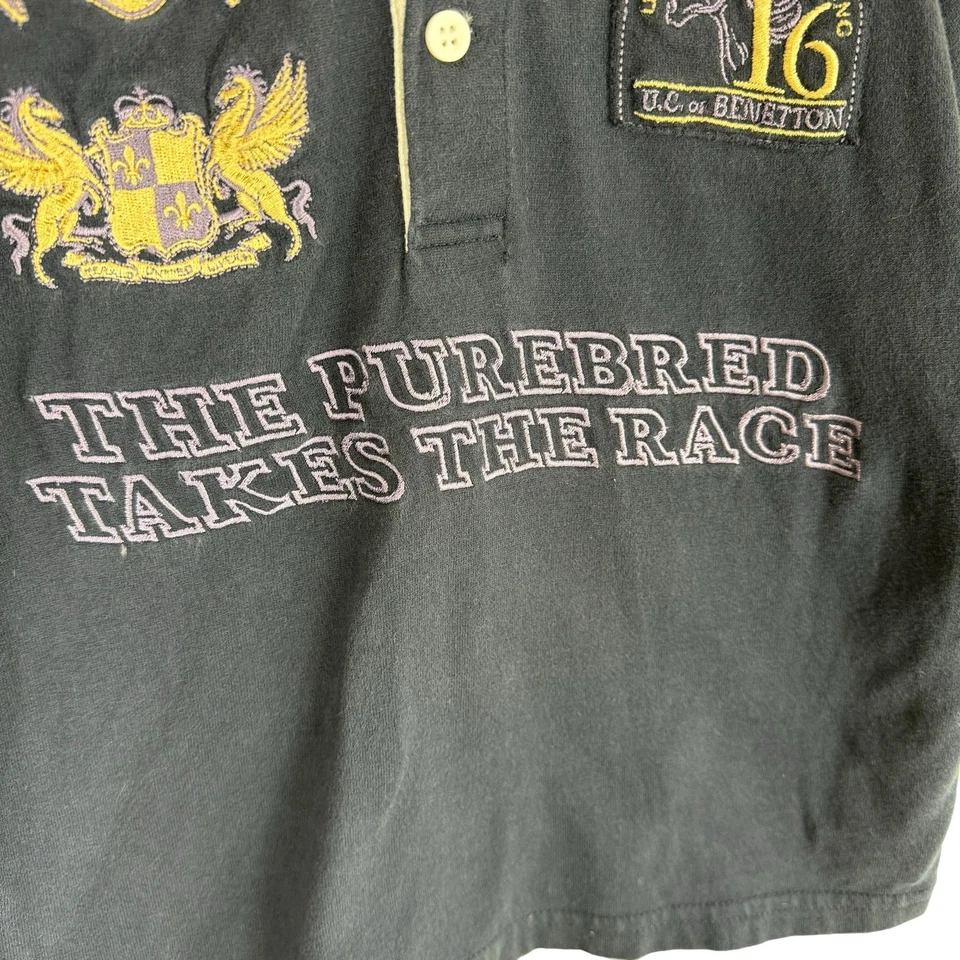 16
U.C. of BENETTON
THE PUREBRED
TAKES THE RACE